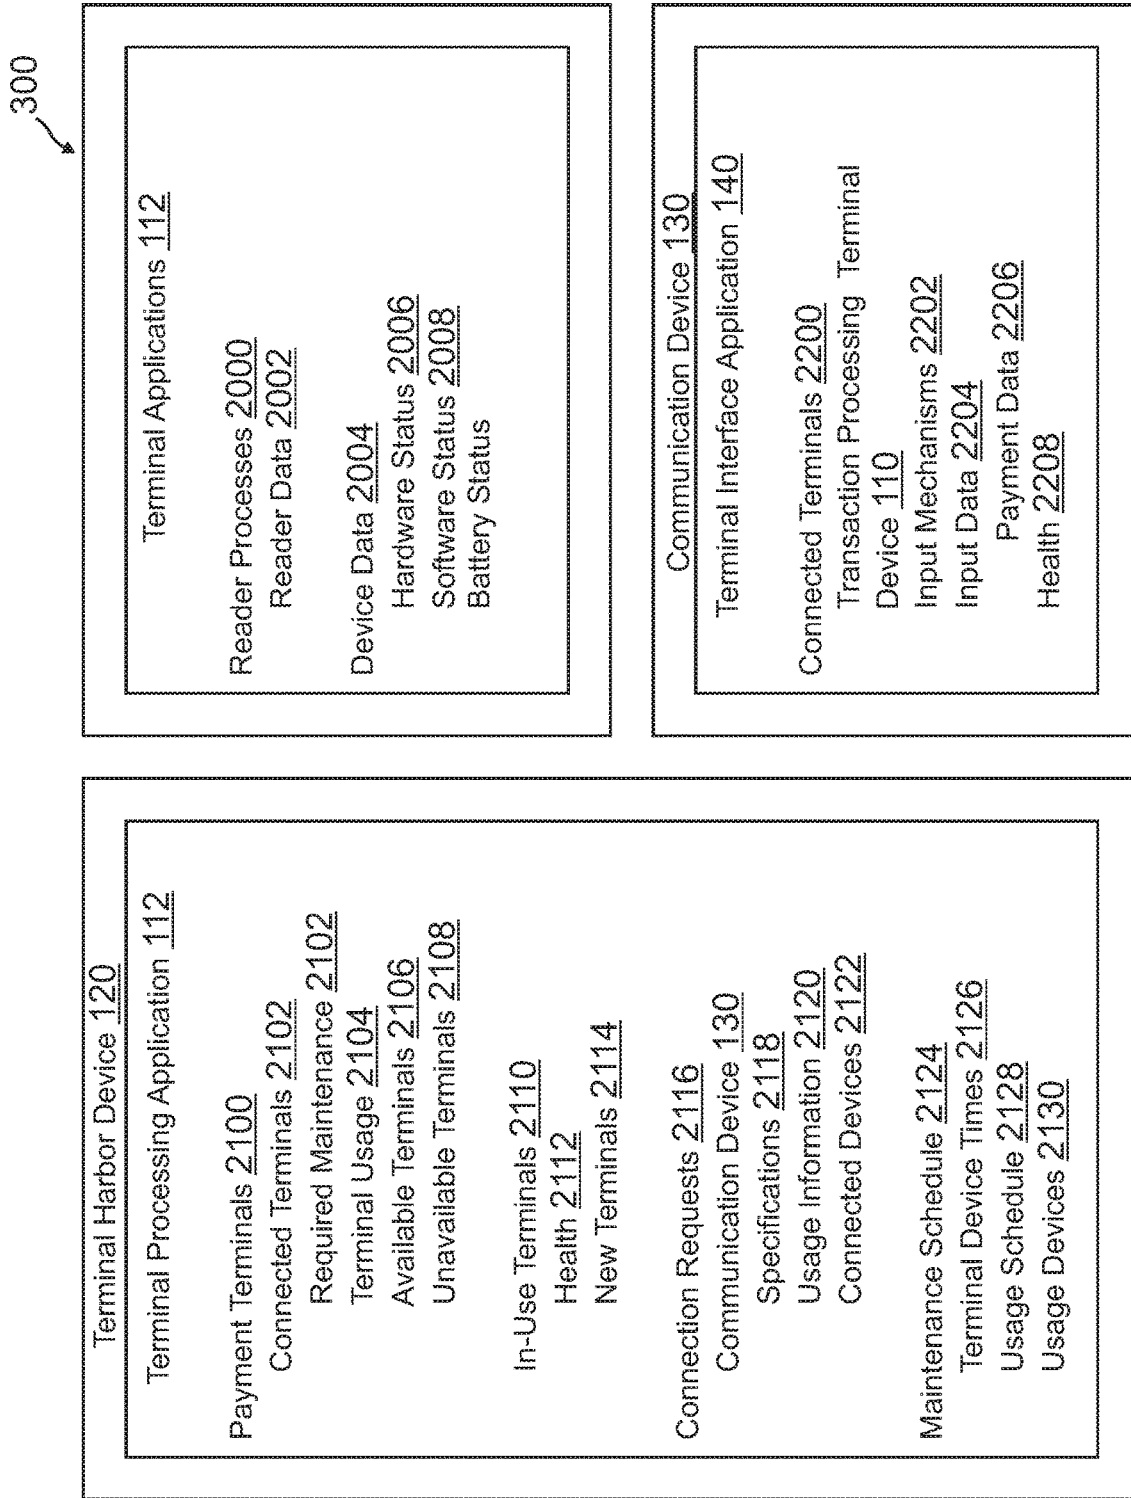 300
Terminal Harbor Device 120
Terminal Processing Application 112
Payment Terminals 2100
Connected Terminals 2102
Required Maintenance 2102
Terminal Usage 2104
Available Terminals 2106
Unavailable Terminals 2108
In-Use Terminals 2110
Health 2112
New Terminals 2114
Connection Requests 2116
Communication Device 130
Specifications 2118
Usage Information 2120
Connected Devices 2122
Maintenance Schedule 2124
Terminal Device Times 2126
Usage Schedule 2128
Usage Devices 2130
Terminal Applications 112
Reader Processes 2000
Reader Data 2002
Device Data 2004
Hardware Status 2006
Software Status 2008
Battery Status
Communication Device 130
Terminal Interface Application 140
Connected Terminals 2200
Transaction Processing Terminal
Device 110
Input Mechanisms 2202
Input Data 2204
Payment Data 2206
Health 2208